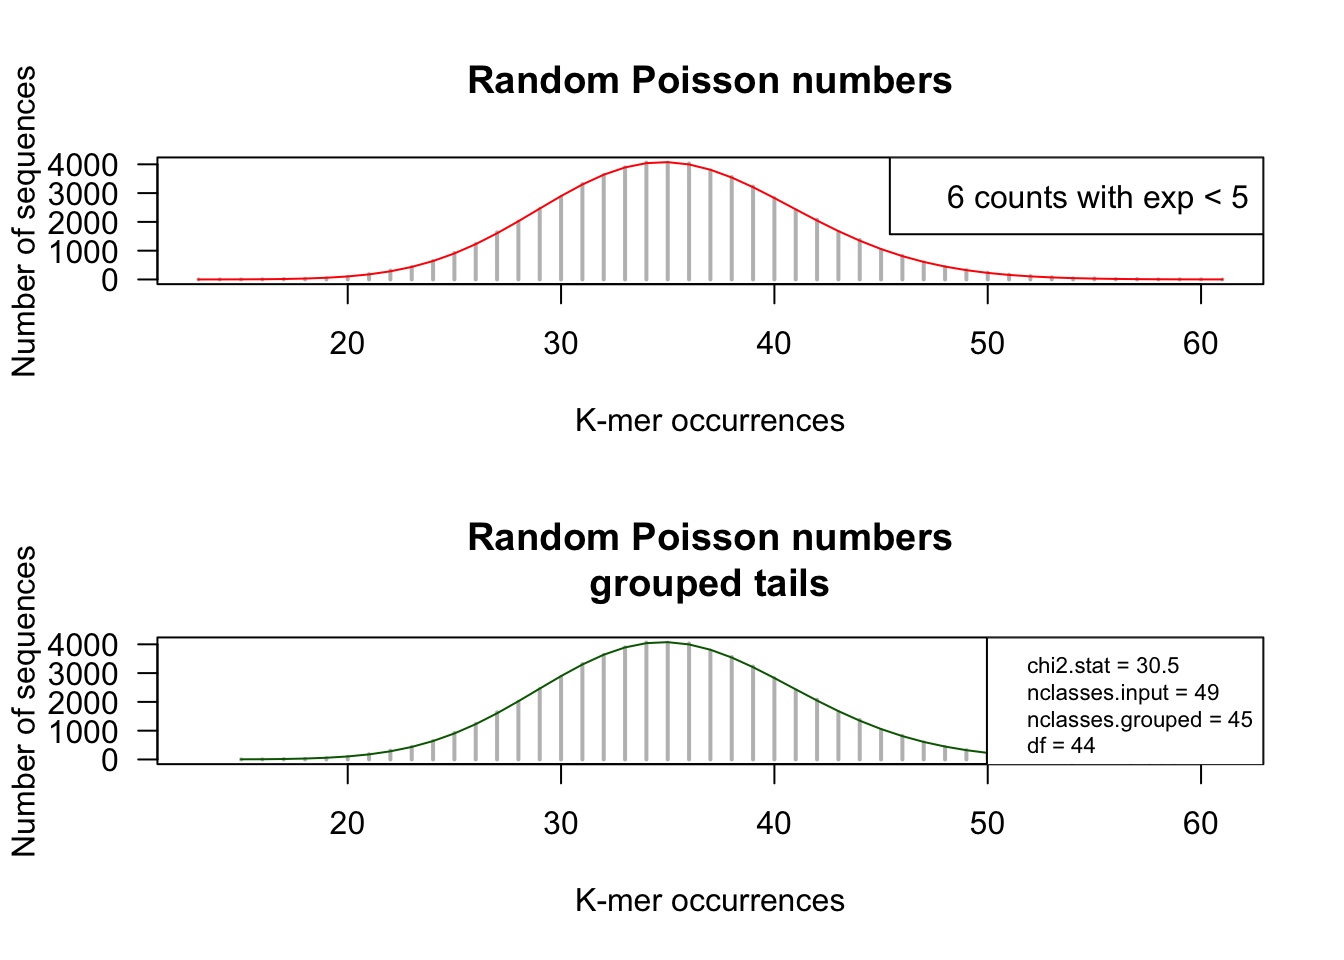 Random Poisson numbers
Number of sequences
4000
3000
2000
1000
0
6 counts with exp < 5
20 30 40 50 60
K-mer occurrences
Random Poisson numbers
grouped tails
Number of sequences
4000
3000
2000
1000
0
chi2.stat = 30.5
nclasses.input = 49
nclasses.grouped = 45
df = 44
20 30 40 50 60
K-mer occurrences